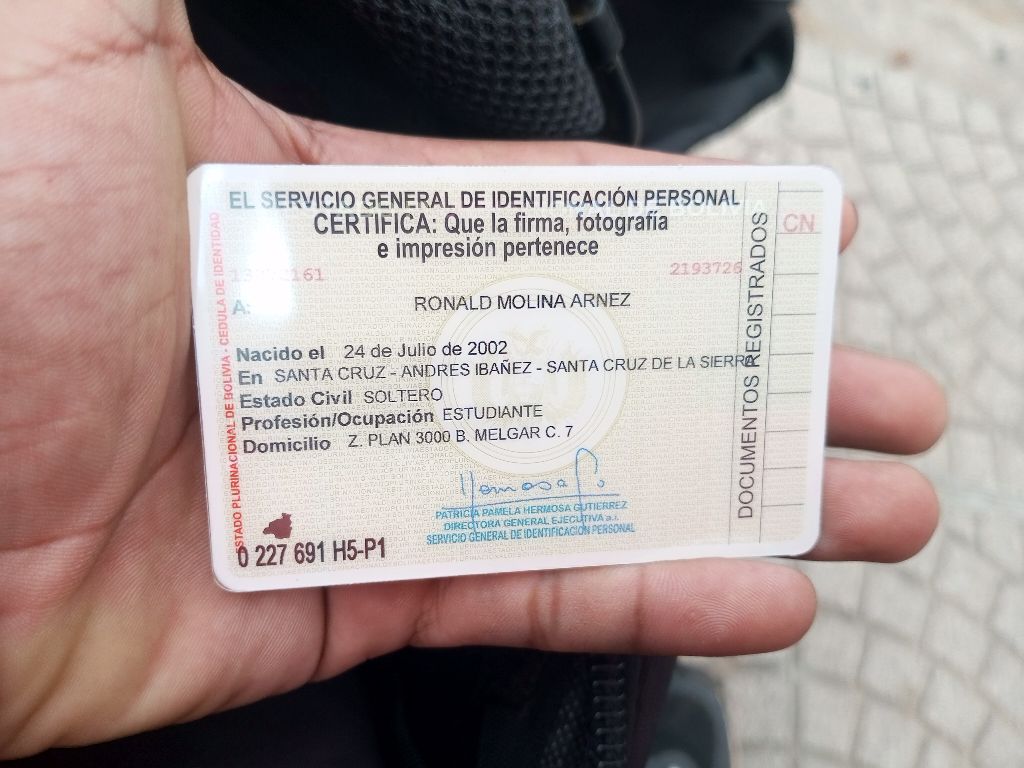 EL SERVICIO GENERAL DE IDENTIFICACIÓN PERSONAL
CERTIFICA: Que la firma, fotografía
e impresión pertenece
2193726
CN
A:
RONALD MOLINA ARNEZ
Nacido el 24 de Julio de 2002
En SANTA CRUZ - ANDRES IBAÑEZ - SANTA CRUZ DE LA SIERRA
Estado Civil SOLTERO
Profesión/Ocupación ESTUDIANTE
Domicilio Z. PLAN 3000 B. MELGAR C. 7
PATRICIA PAMELA HERMOSA GUTIERREZ
DIRECTORA GENERAL EJECUTIVA a.i.
SERVICIO GENERAL DE IDENTIFICACIÓN PERSONAL
0 227 691 H5-P1
ESTADO PLURINACIONAL DE BOLIVIA - CEDULA DE IDENTIDAD
DOCUMENTOS REGISTRADOS